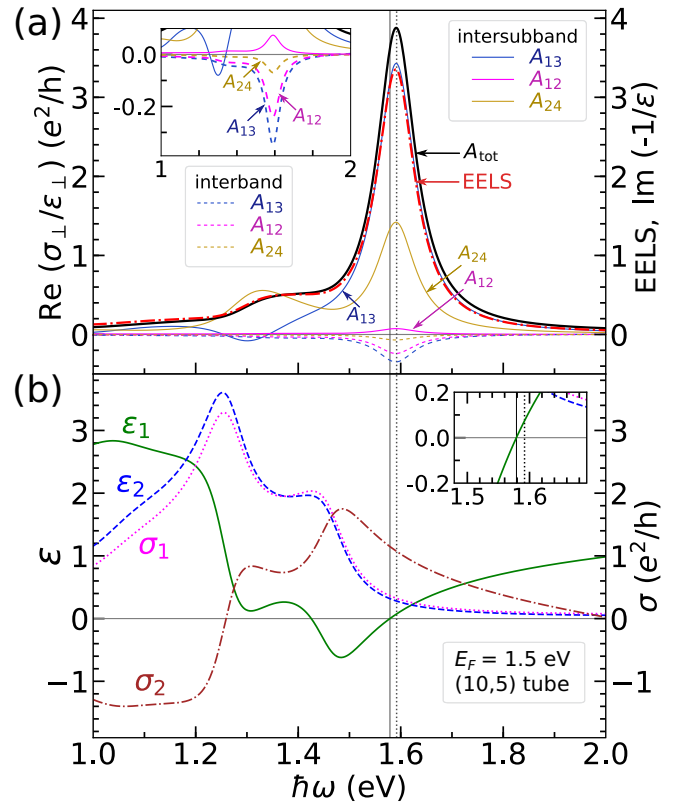 (a)
4
3
2
1
0
Re (σ⊥/ε⊥) (e²/h)
0.0
-0.2
1
2
A₂₄
A₁₃
A₁₂
interband
A₁₃
A₁₂
A₂₄
intersubband
A₁₃
A₁₂
A₂₄
A_tot
EELS
A₂₄
A₁₂
A₁₃
4
3
2
1
0
EELS, Im (-1/ε)
(b)
3
2
1
0
−1
ε
ε₁
ε₂
σ₁
σ₂
0.2
0.0
-0.2
1.5
1.6
E_F = 1.5 eV
(10,5) tube
3
2
1
0
−1
σ (e²/h)
1.0
1.2
1.4
1.6
1.8
2.0
ħω (eV)